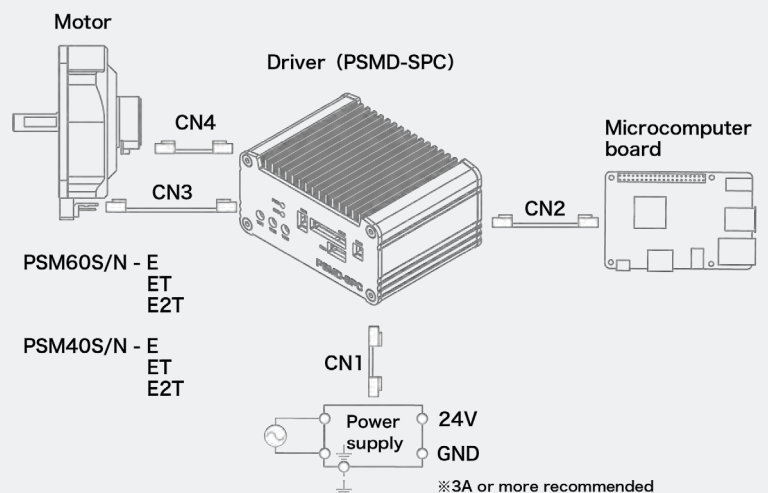 Motor
Driver (PSMD-SPC)
CN4
Microcomputer
board
CN3
CN2
PSMD-SPC
PSM60S/N - E
ET
E2T
PSM40S/N - E
ET
E2T
CN1
Power
supply
24V
GND
※3A or more recommended